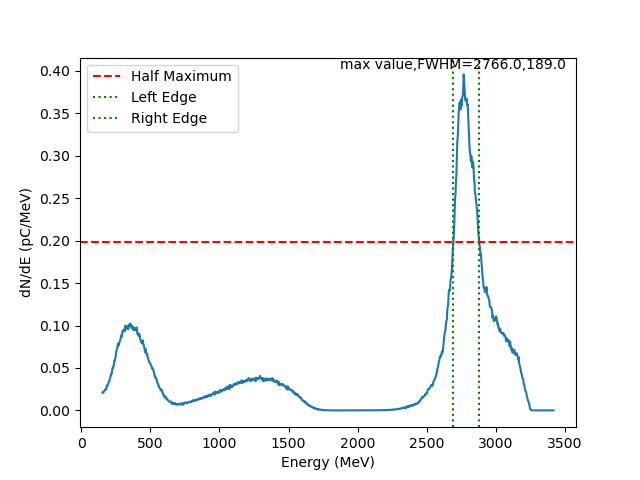 max value,FWHM=2766.0,189.0
Half Maximum
Left Edge
Right Edge
dN/dE (pC/MeV)
0.40
0.35
0.30
0.25
0.20
0.15
0.10
0.05
0.00
0 500 1000 1500 2000 2500 3000 3500
Energy (MeV)